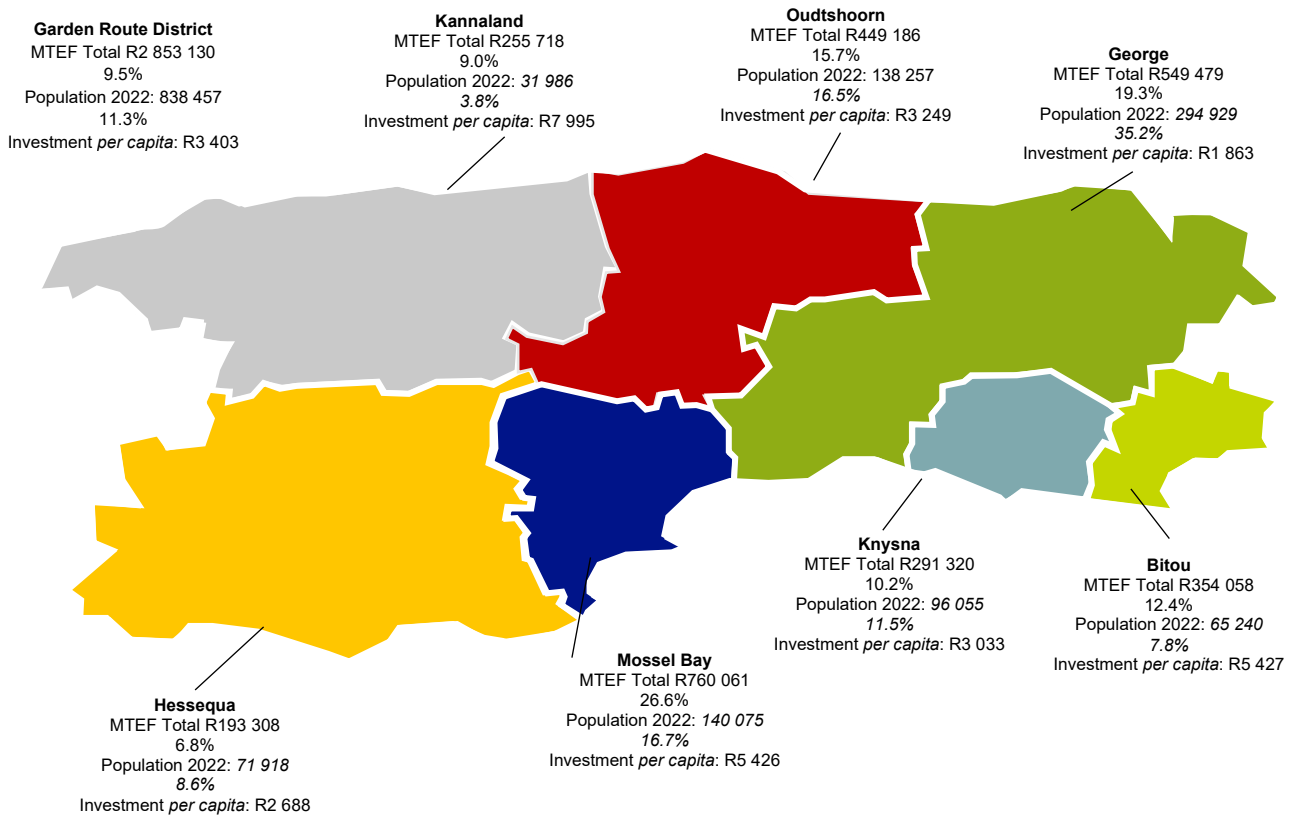 Garden Route District
MTEF Total R2 853 130
9.5%
Population 2022: 838 457
11.3%
Investment per capita: R3 403
Kannaland
MTEF Total R255 718
9.0%
Population 2022: 31 986
3.8%
Investment per capita: R7 995
Oudtshoorn
MTEF Total R449 186
15.7%
Population 2022: 138 257
16.5%
Investment per capita: R3 249
George
MTEF Total R549 479
19.3%
Population 2022: 294 929
35.2%
Investment per capita: R1 863
Knysna
MTEF Total R291 320
10.2%
Population 2022: 96 055
11.5%
Investment per capita: R3 033
Bitou
MTEF Total R354 058
12.4%
Population 2022: 65 240
7.8%
Investment per capita: R5 427
Mossel Bay
MTEF Total R760 061
26.6%
Population 2022: 140 075
16.7%
Investment per capita: R5 426
Hessequa
MTEF Total R193 308
6.8%
Population 2022: 71 918
8.6%
Investment per capita: R2 688